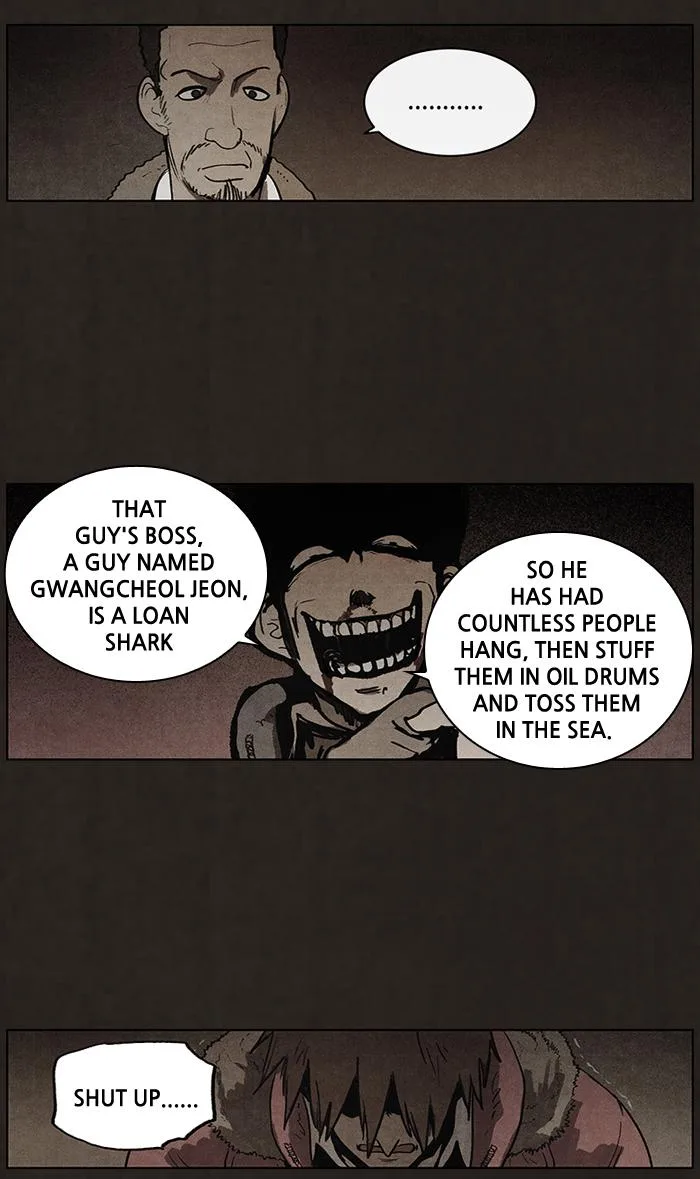 ...........
THAT
GUY'S BOSS,
A GUY NAMED
GWANGCHEOL JEON,
IS A LOAN
SHARK
SO HE
HAS HAD
COUNTLESS PEOPLE
HANG, THEN STUFF
THEM IN OIL DRUMS
AND TOSS THEM
IN THE SEA.
SHUT UP......